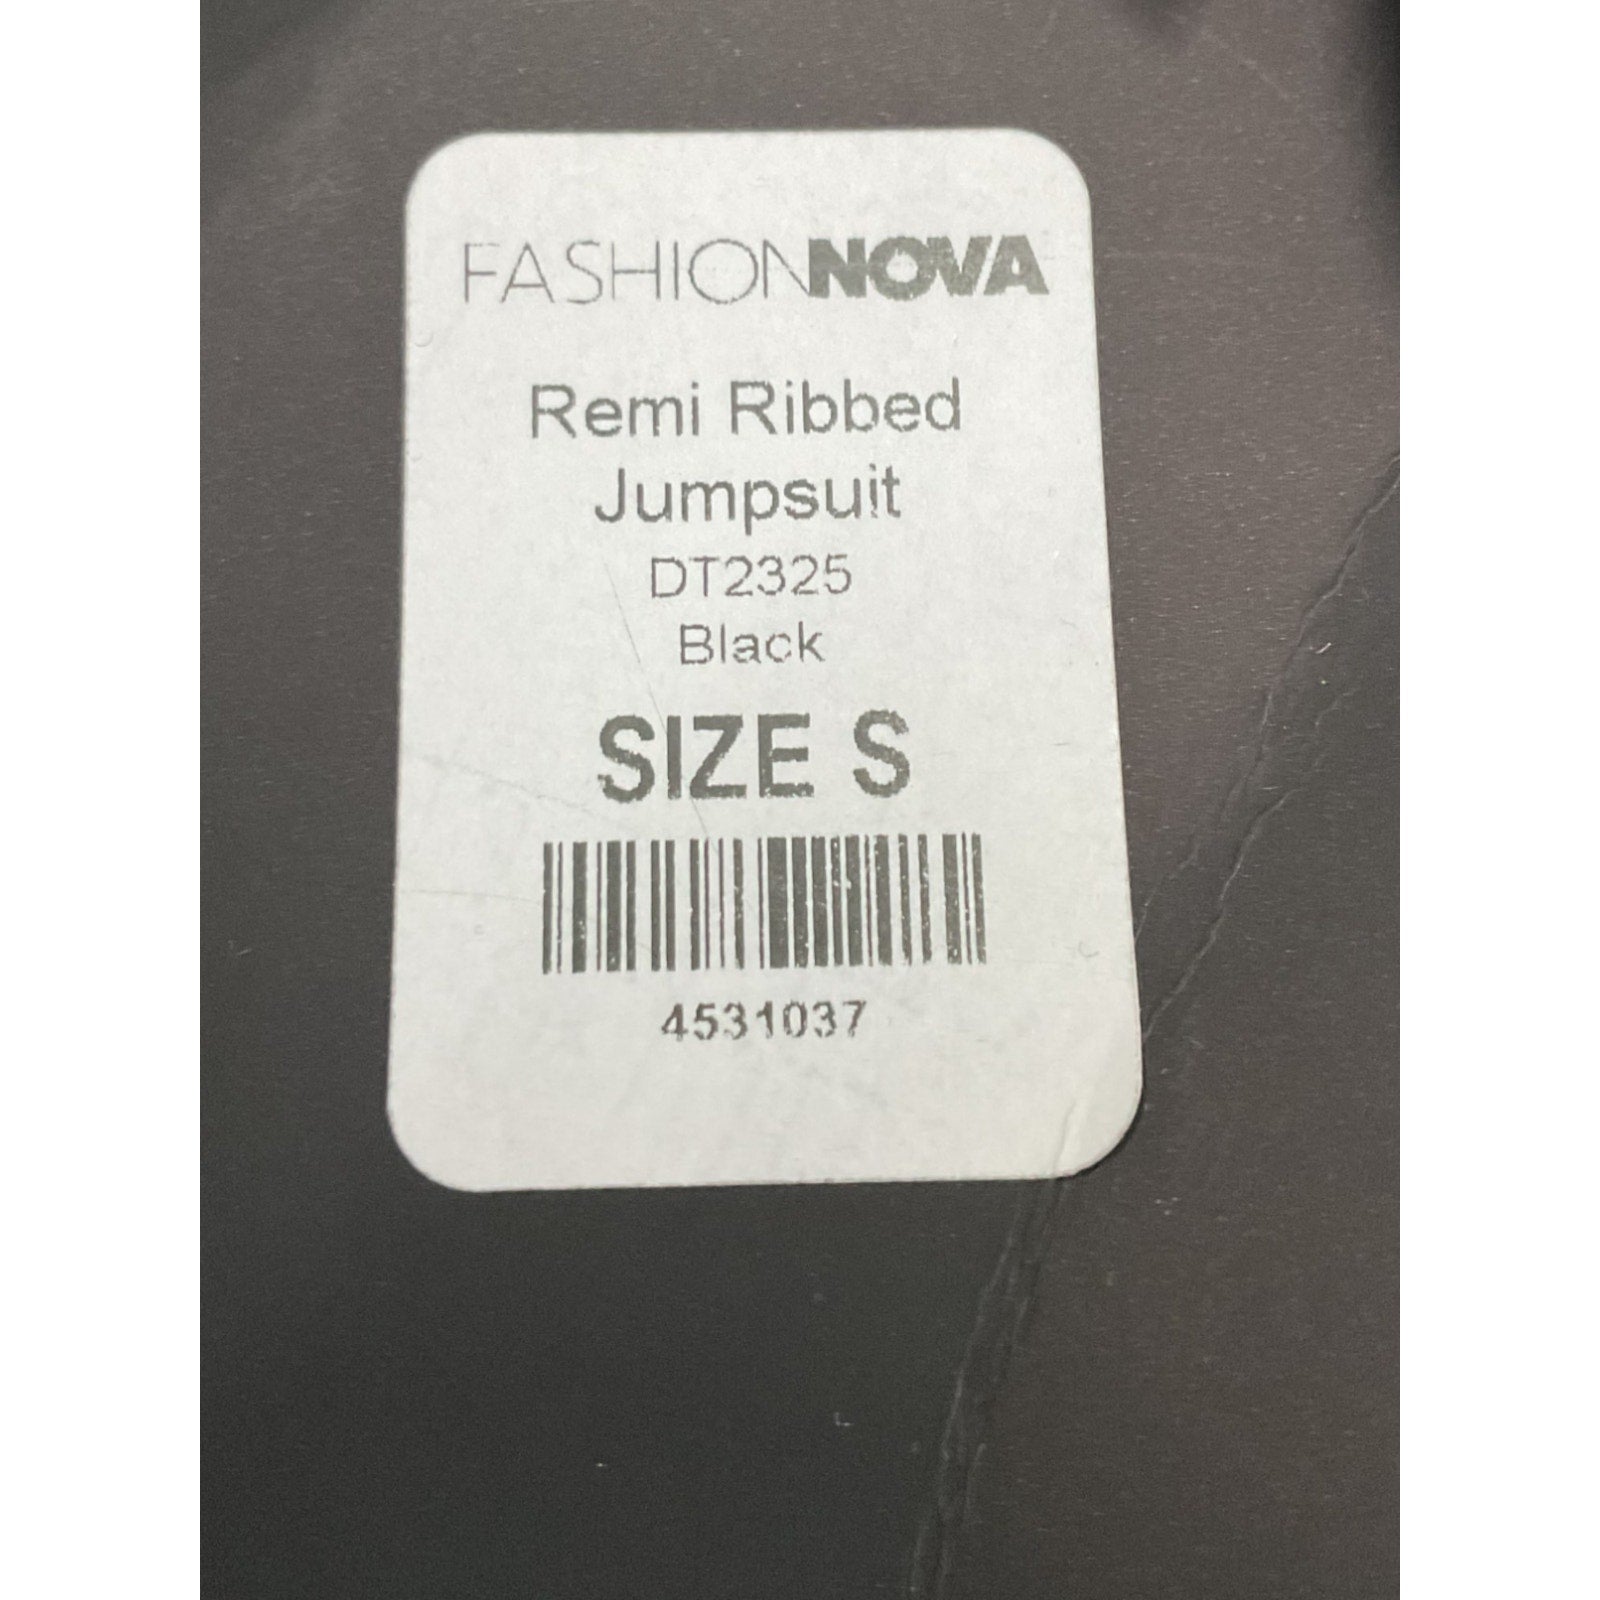 FASHIONNOVA
Remi Ribbed
Jumpsuit
DT2325
Black
SIZE S
4531037